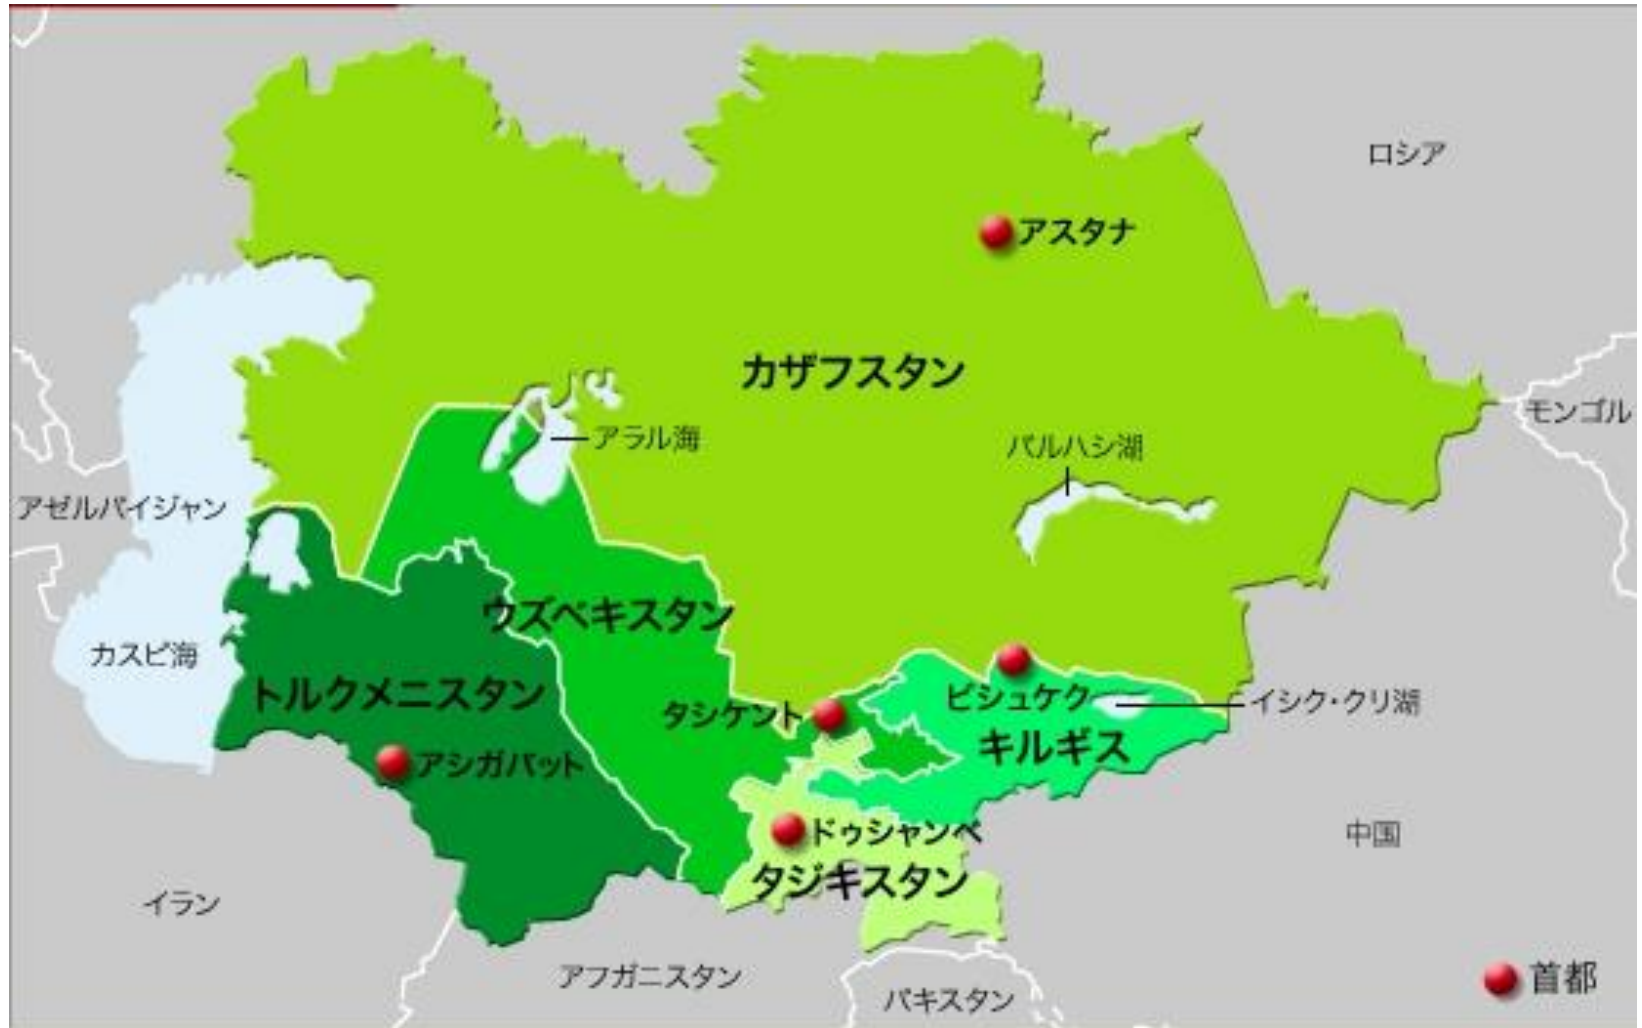 ロシア
アスタナ
カザフスタン
モンゴル
アラル海
バルハシ湖
アゼルバイジャン
ウズベキスタン
カスピ海
トルクメニスタン
タシケント
ビシュケク
イシク・クリ湖
キルギス
アシガバット
ドゥシャンベ
中国
タジキスタン
イラン
アフガニスタン
パキスタン
首都